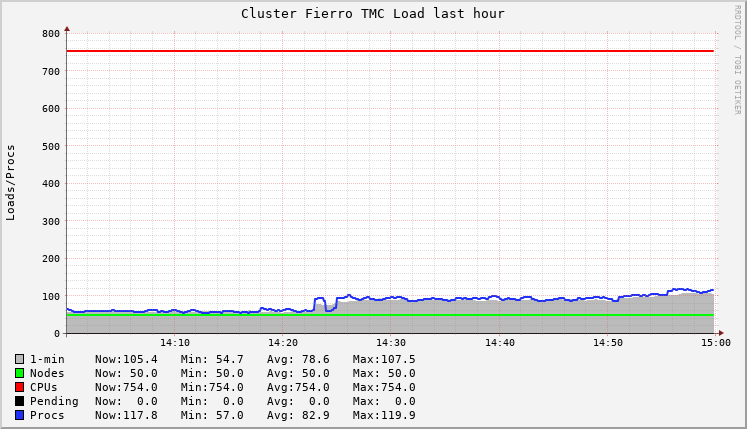 Cluster Fierro TMC Load last hour
RRDTOOL / TOBI OETIKER
Loads/Procs
800
700
600
500
400
300
200
100
0
14:10 14:20 14:30 14:40 14:50 15:00
1-min Now:105.4 Min: 54.7 Avg: 78.6 Max:107.5
Nodes Now: 50.0 Min: 50.0 Avg: 50.0 Max: 50.0
CPUs Now:754.0 Min:754.0 Avg:754.0 Max:754.0
Pending Now: 0.0 Min: 0.0 Avg: 0.0 Max: 0.0
Procs Now:117.8 Min: 57.0 Avg: 82.9 Max:119.9